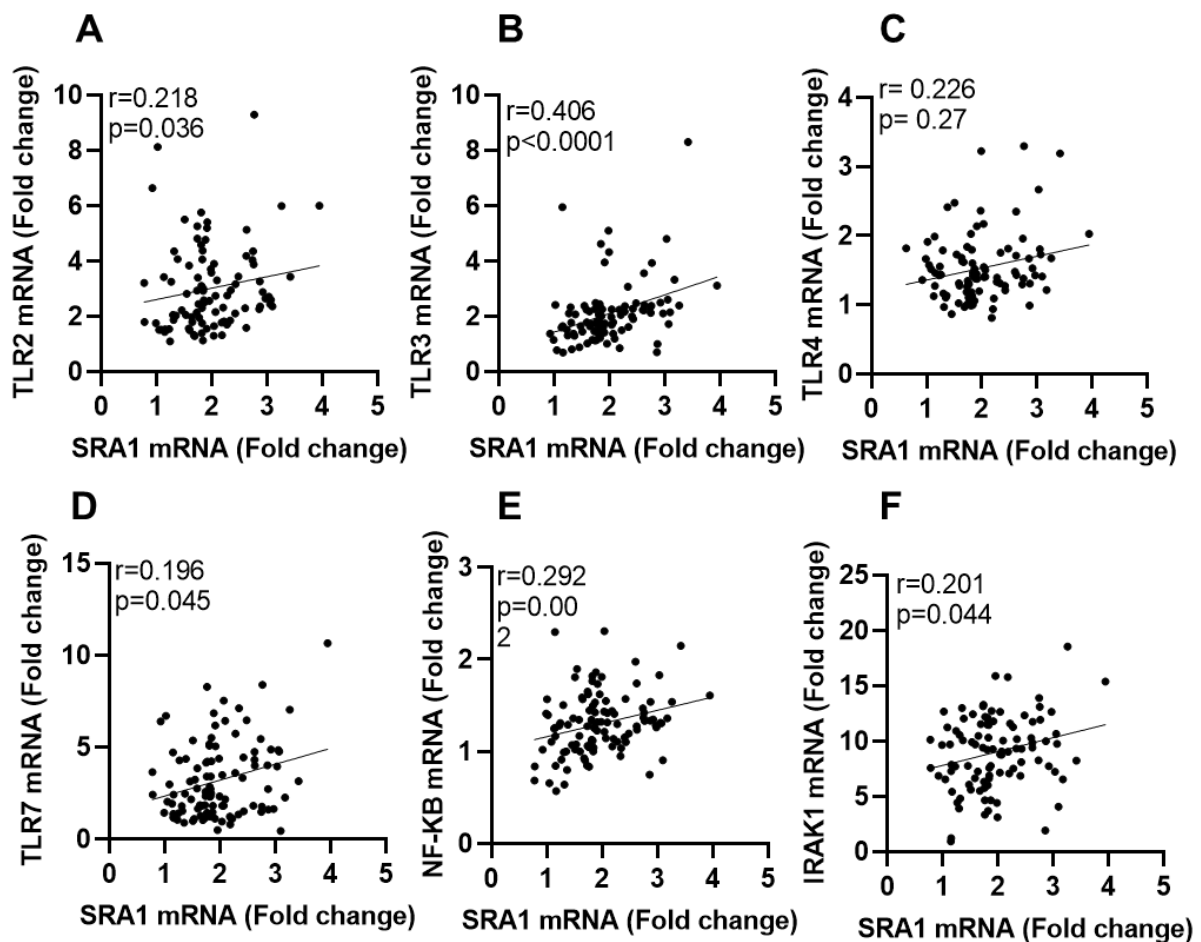 A
TLR2 mRNA (Fold change)
10
8
6
4
2
0
r=0.218
p=0.036
0 1 2 3 4 5
SRA1 mRNA (Fold change)
B
TLR3 mRNA (Fold change)
10
8
6
4
2
0
r=0.406
p<0.0001
0 1 2 3 4 5
SRA1 mRNA (Fold change)
C
TLR4 mRNA (Fold change)
4
3
2
1
0
r= 0.226
p= 0.27
0 1 2 3 4 5
SRA1 mRNA (Fold change)
D
TLR7 mRNA (Fold change)
15
10
5
0
r=0.196
p=0.045
0 1 2 3 4 5
SRA1 mRNA (Fold change)
E
NF-KB mRNA (Fold change)
3
2
1
0
r=0.292
p=0.00
2
0 1 2 3 4 5
SRA1 mRNA (Fold change)
F
IRAK1 mRNA (Fold change)
25
20
15
10
5
0
r=0.201
p=0.044
0 1 2 3 4 5
SRA1 mRNA (Fold change)